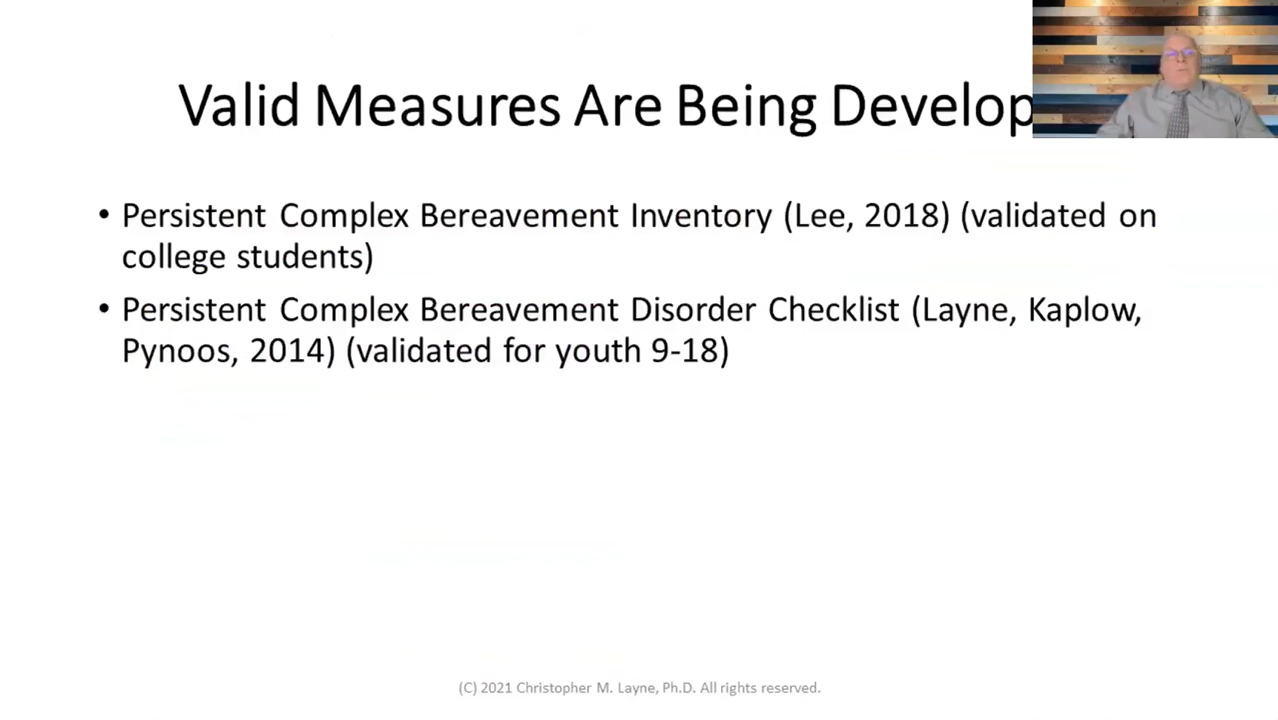 Valid Measures Are Being Develop
• Persistent Complex Bereavement Inventory (Lee, 2018) (validated on
college students)
• Persistent Complex Bereavement Disorder Checklist (Layne, Kaplow,
Pynoos, 2014) (validated for youth 9-18)
(C) 2021 Christopher M. Layne, Ph.D. All rights reserved.